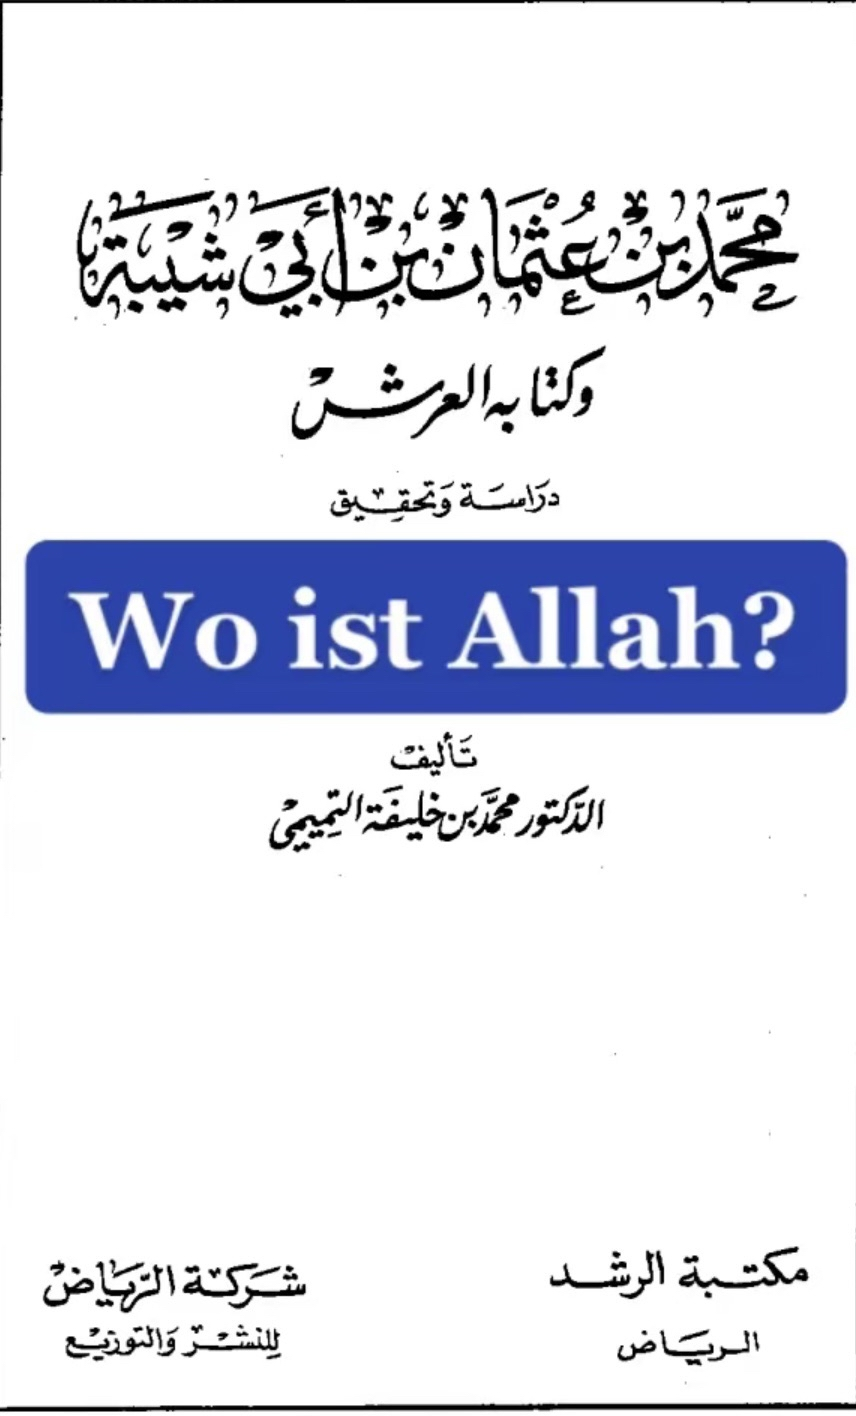 محمد بن عثمان بن أبي شيبة
وكتابه العرش
دراسة وتحقيق
Wo ist Allah?
تأليف
الدكتور محمد بن خليفة التميمي
مكتبة الرشد
الرياض
شركة الرياض
للنشر والتوزيع